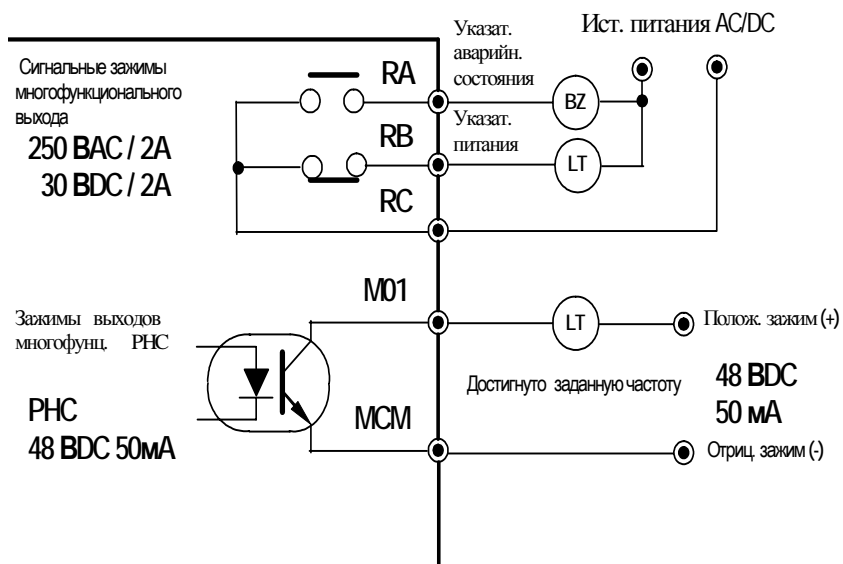 Ист. питания AC/DC
Указат.
аварийн.
состояния
Сигнальные зажимы
многофункционального
выхода
250 BAC / 2A
30 BDC / 2A
RA
BZ
Указат.
питания
RB
LT
RC
M01
Зажимы выходов
многофунц. PHC
LT
Полож. зажим (+)
Достигнуто заданную частоту
48 BDC
50 мА
PHC
48 BDC 50мА
MCM
Отриц. зажим (-)